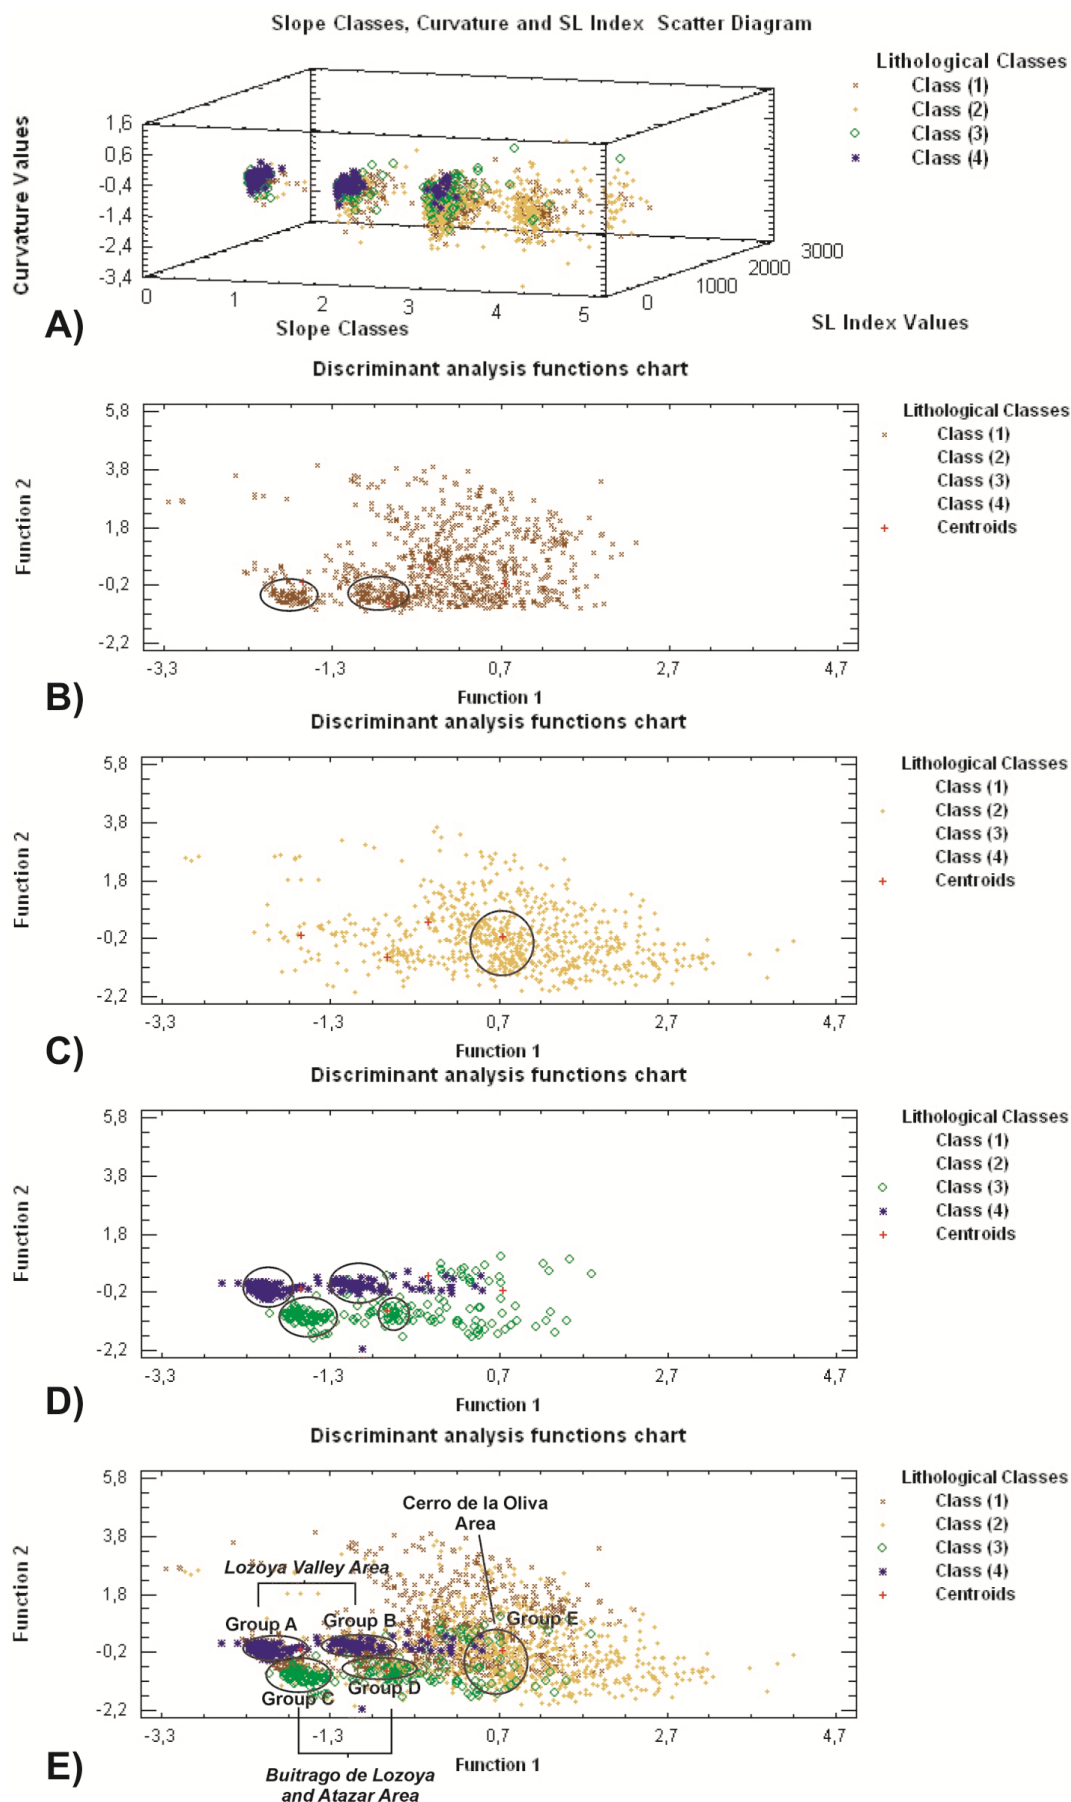 Slope Classes, Curvature and SL Index  Scatter Diagram
Lithological Classes
Class (1)
Class (2)
Class (3)
Class (4)
Curvature Values
1,6
0,6
-0,4
-1,4
-2,4
-3,4
0
1
2
3
4
5
Slope Classes
0
1000
2000
3000
SL Index Values
A)
Discriminant analysis functions chart
Lithological Classes
Class (1)
Class (2)
Class (3)
Class (4)
Centroids
Function 2
5,8
3,8
1,8
-0,2
-2,2
-3,3
-1,3
0,7
2,7
4,7
Function 1
B)
Discriminant analysis functions chart
Lithological Classes
Class (1)
Class (2)
Class (3)
Class (4)
Centroids
Function 2
5,8
3,8
1,8
-0,2
-2,2
-3,3
-1,3
0,7
2,7
4,7
Function 1
C)
Discriminant analysis functions chart
Lithological Classes
Class (1)
Class (2)
Class (3)
Class (4)
Centroids
Function 2
5,8
3,8
1,8
-0,2
-2,2
-3,3
-1,3
0,7
2,7
4,7
Function 1
D)
Discriminant analysis functions chart
Lithological Classes
Class (1)
Class (2)
Class (3)
Class (4)
Centroids
Function 2
5,8
3,8
1,8
-0,2
-2,2
Cerro de la Oliva
Area
Lozoya Valley Area
Group A
Group B
Group E
Group C
Group D
-3,3
-1,3
0,7
2,7
4,7
Function 1
Buitrago de Lozoya
and Atazar Area
E)